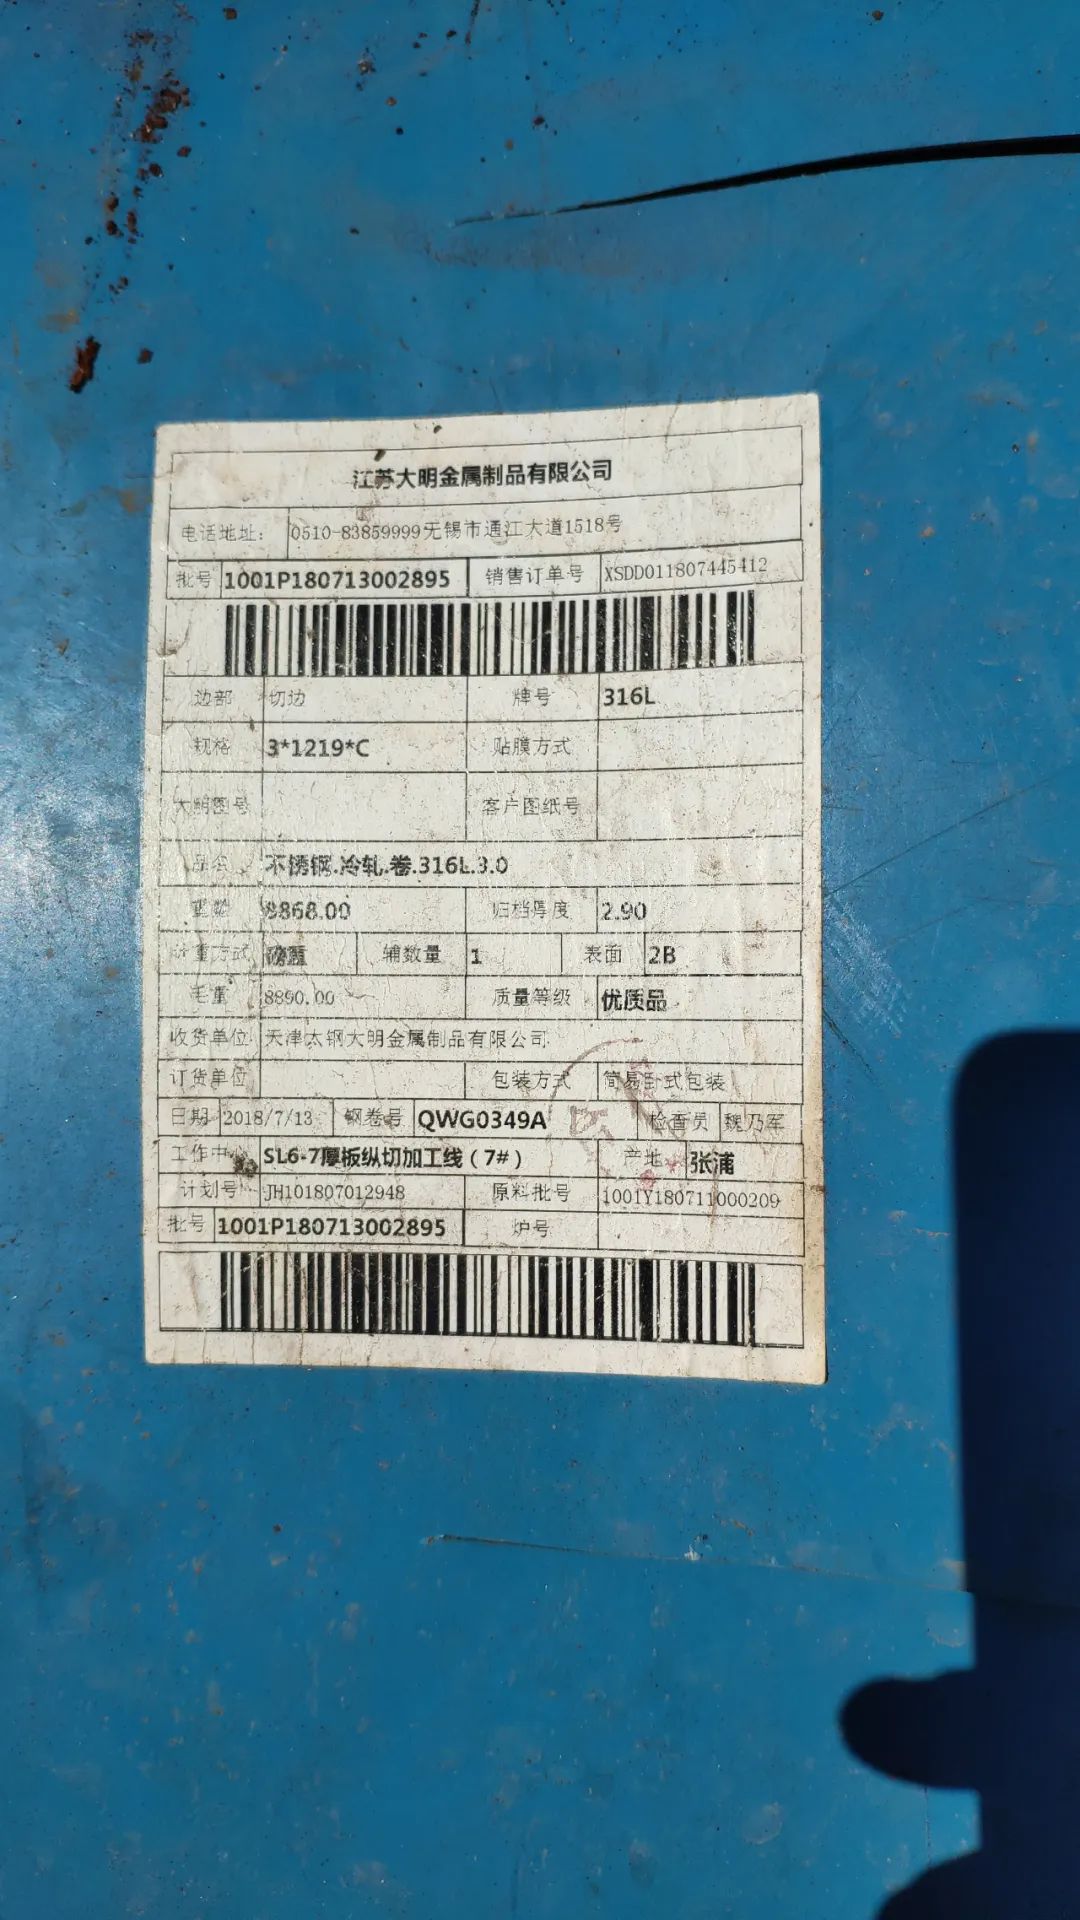 江苏大明金属制品有限公司
电话地址: 0510-83859999无锡市通江大道1518号
批号 1001P180713002895 销售订单号 XSDD011807445412
边部 切边 牌号 316L
规格 3*1219*C 贴膜方式
大明图号 客户图纸号
品名 不锈钢.冷轧.卷.316L.3.0
8868.00 归档厚度 2.90
计重方式 磅重 辅数量 1 表面 2B
毛重 8890.00 质量等级 优质品
收货单位 天津太钢大明金属制品有限公司
订货单位 包装方式 简易卧式包装
日期 2018/7/13 钢卷号 QWG0349A 检查员 魏乃军
工作中心 SL6-7厚板纵切加工线（7#） 产地 张浦
计划号 JH101807012948 原料批号 1001Y180711000209
批号 1001P180713002895 炉号